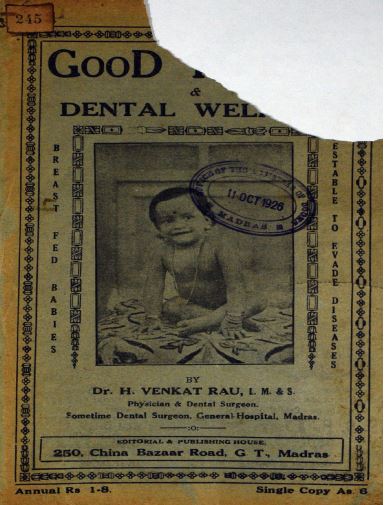 245
GOOD
&
DENTAL
BREAST FED BABIES
TO EVADE DISEASES
11-OCT 1926
MADRAS
BY
Dr. H. VENKAT RAU, L. M. & S.
Physician & Dental Surgeon.
Sometime Dental Surgeon, General Hospital, Madras.
:o:
EDITORIAL & PUBLISHING HOUSE,
250, China Bazaar Road, G T., Madras
Annual Rs 1-8.
Single Copy As. 6